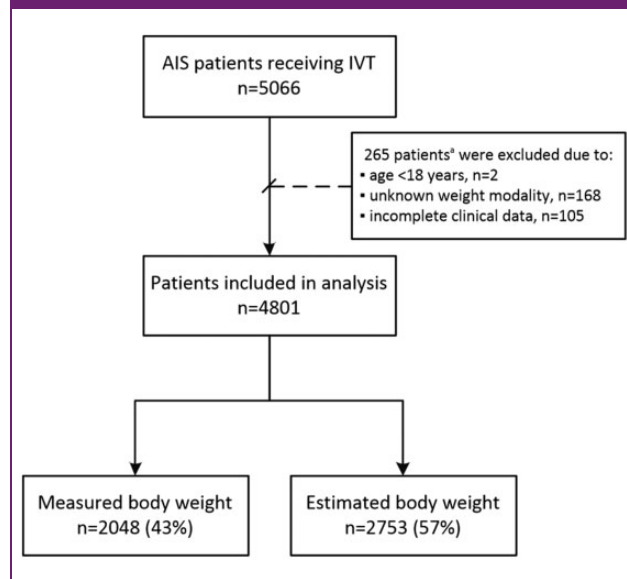 AIS patients receiving IVT
n=5066
265 patientsª were excluded due to:
▪ age <18 years, n=2
▪ unknown weight modality, n=168
▪ incomplete clinical data, n=105
Patients included in analysis
n=4801
Measured body weight
n=2048 (43%)
Estimated body weight
n=2753 (57%)